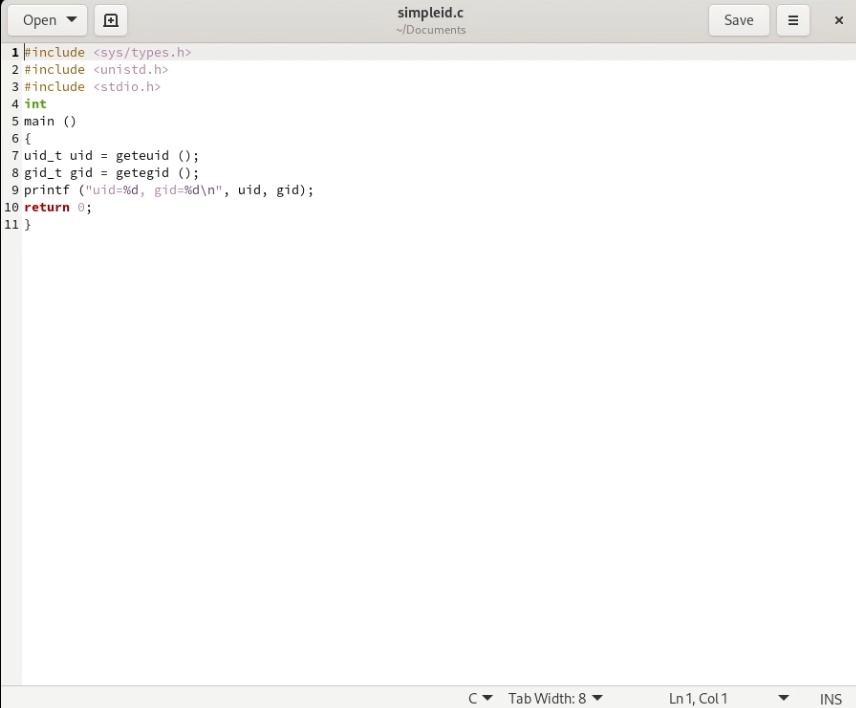 Open
simpleid.c
~/Documents
Save
1 #include <sys/types.h>
2 #include <unistd.h>
3 #include <stdio.h>
4 int
5 main ()
6 {
7 uid_t uid = geteuid ();
8 gid_t gid = getegid ();
9 printf ("uid=%d, gid=%d\n", uid, gid);
10 return 0;
11 }
C Tab Width: 8 Ln 1, Col 1 INS